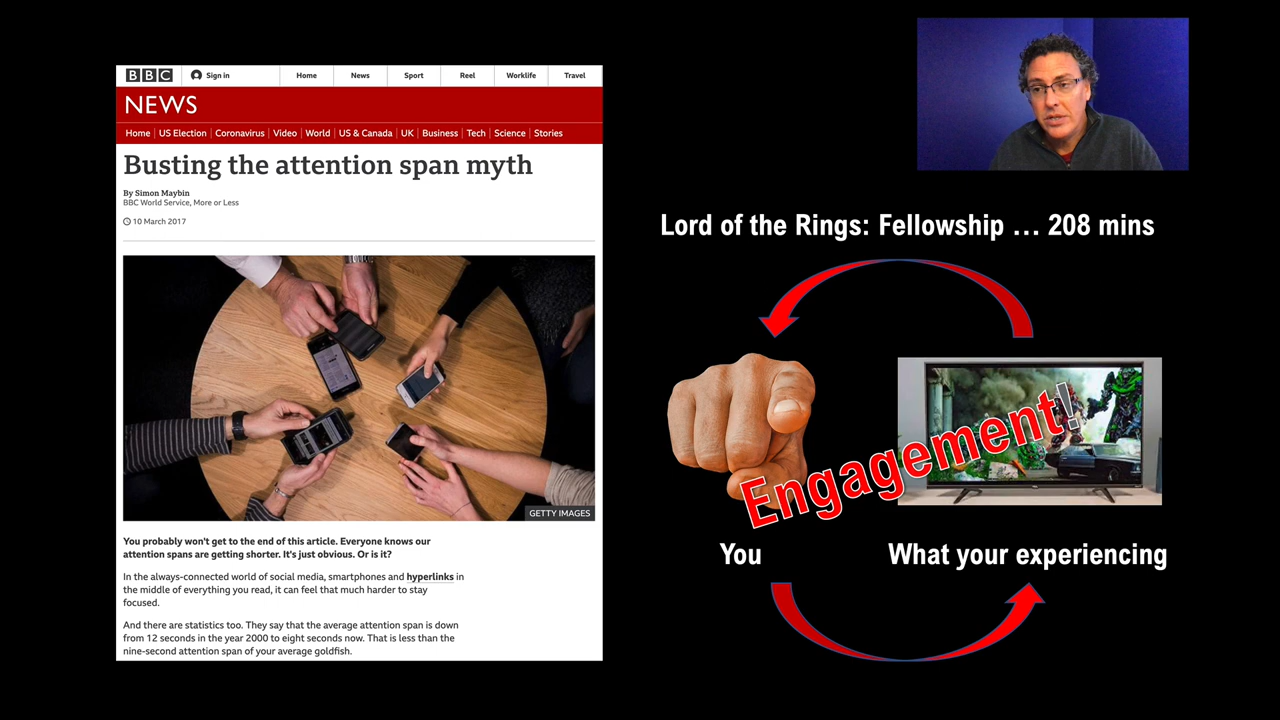 BBC
Sign in
Home
News
Sport
Reel
Worklife
Travel
NEWS
Home
US Election
Coronavirus
Video
World
US & Canada
UK
Business
Tech
Science
Stories
Busting the attention span myth
By Simon Maybin
BBC World Service, More or Less
10 March 2017
GETTY IMAGES
You probably won't get to the end of this article. Everyone knows our
attention spans are getting shorter. It's just obvious. Or is it?
In the always-connected world of social media, smartphones and hyperlinks in
the middle of everything you read, it can feel that much harder to stay
focused.
And there are statistics too. They say that the average attention span is down
from 12 seconds in the year 2000 to eight seconds now. That is less than the
nine-second attention span of your average goldfish.
Lord of the Rings: Fellowship … 208 mins
Engagement!
You
What your experiencing